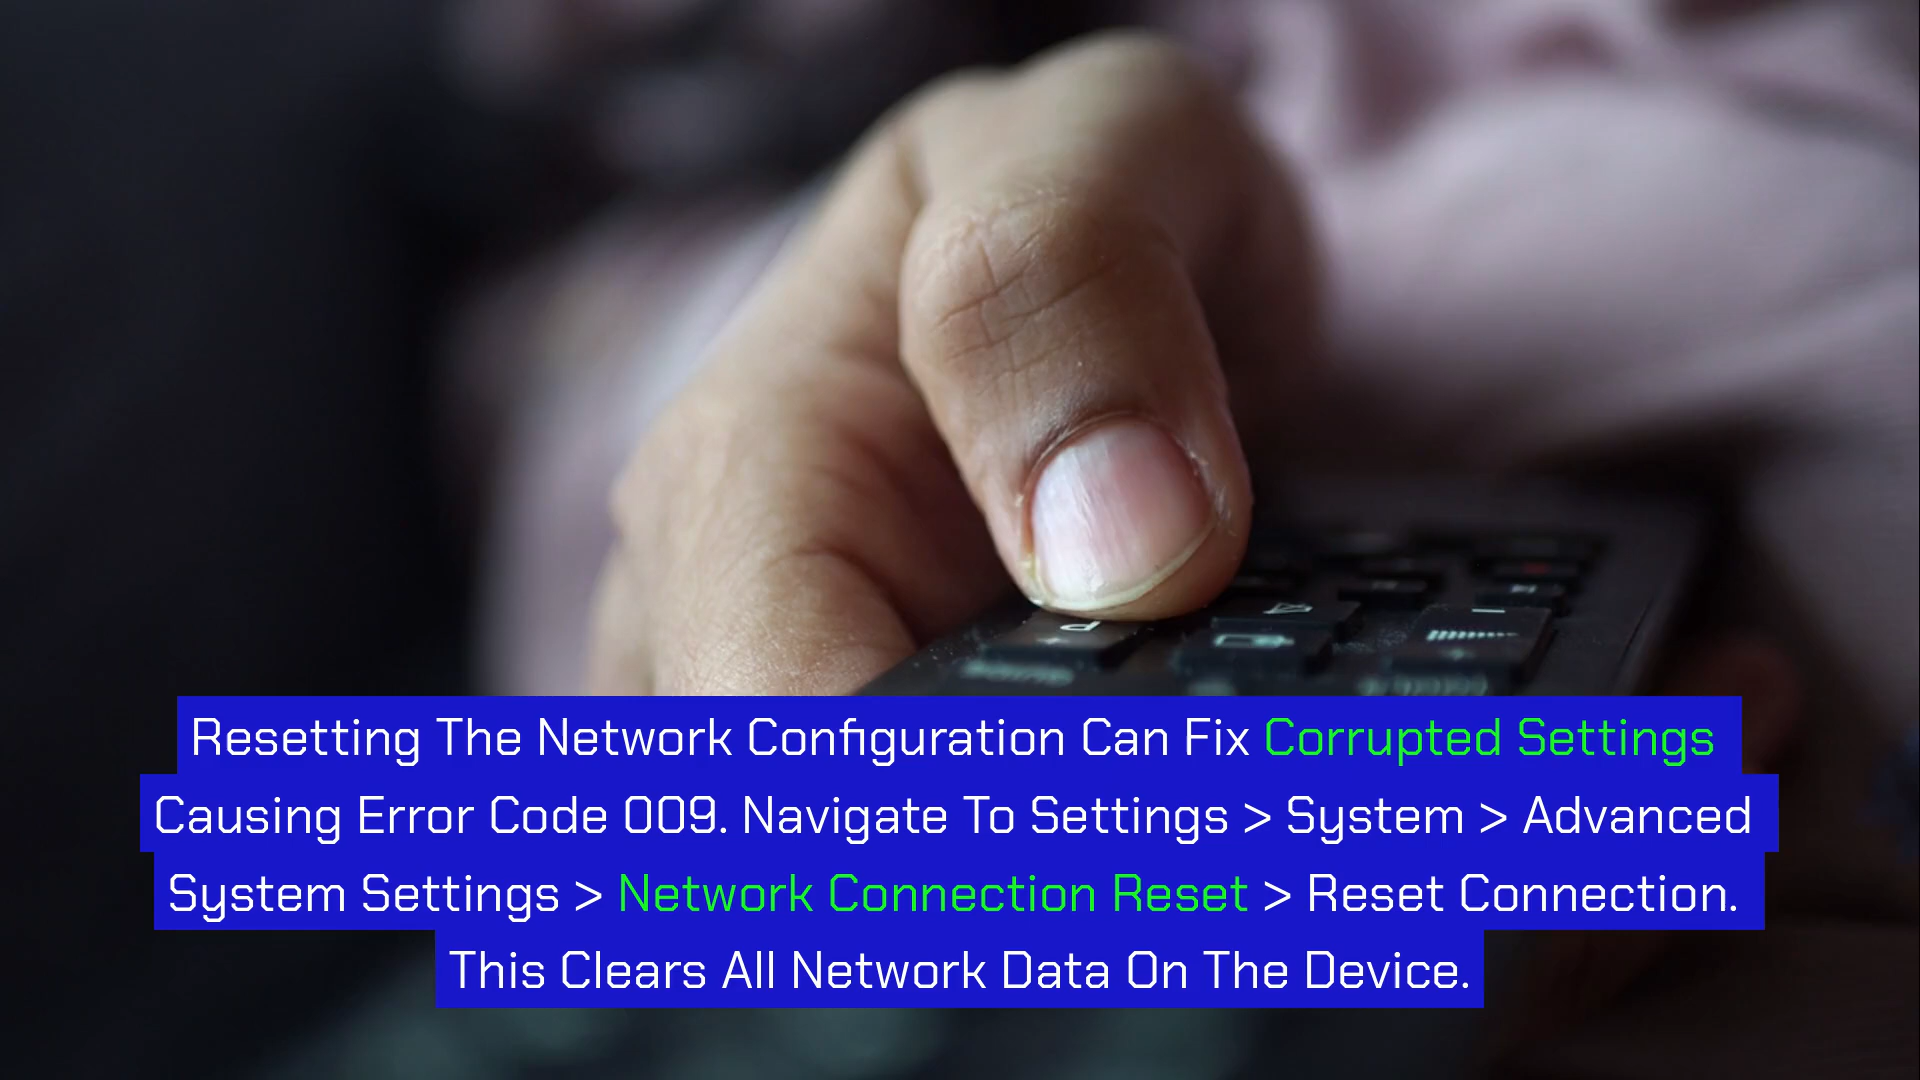 Resetting The Network Configuration Can Fix Corrupted Settings
Causing Error Code 009. Navigate To Settings > System > Advanced
System Settings > Network Connection Reset > Reset Connection.
This Clears All Network Data On The Device.